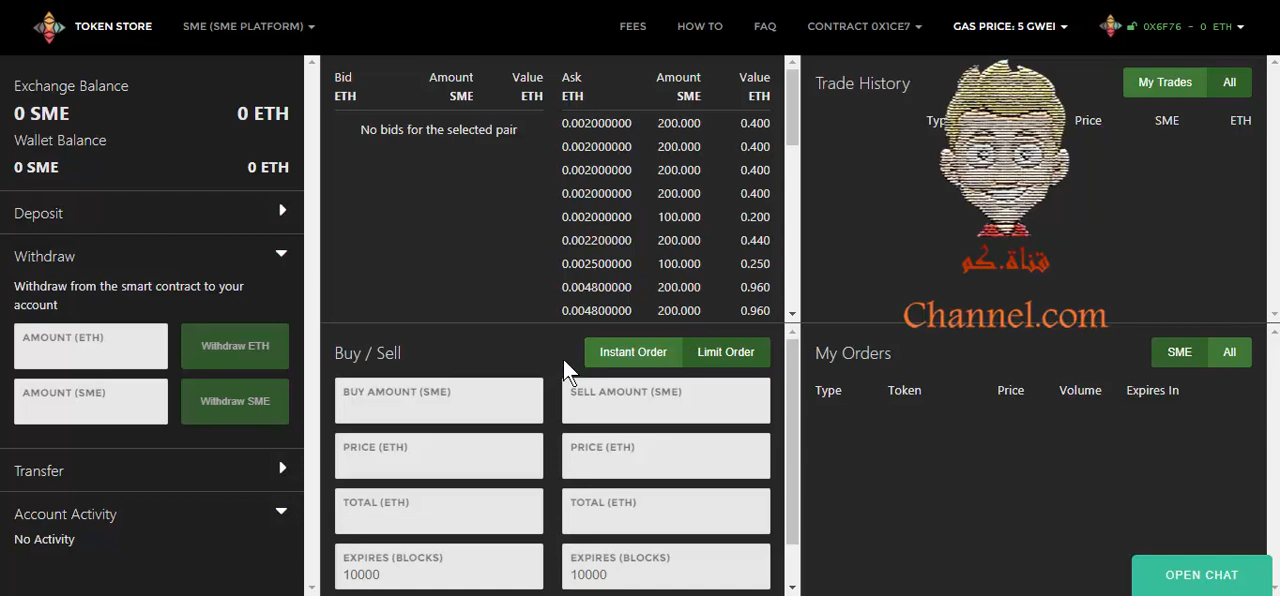 TOKEN STORE
SME (SME PLATFORM)
FEES
HOW TO
FAQ
CONTRACT 0X1CE7
GAS PRICE: 5 GWEI
0X6F76 - 0 ETH
Exchange Balance
0 SME 0 ETH
Wallet Balance
0 SME 0 ETH
Deposit
Withdraw
Withdraw from the smart contract to your
account
AMOUNT (ETH)
Withdraw ETH
AMOUNT (SME)
Withdraw SME
Transfer
Account Activity
No Activity
Bid Amount Value
ETH SME ETH
No bids for the selected pair
Ask Amount Value
ETH SME ETH
0.002000000 200.000 0.400
0.002000000 200.000 0.400
0.002000000 200.000 0.400
0.002000000 200.000 0.400
0.002000000 100.000 0.200
0.002200000 200.000 0.440
0.002500000 100.000 0.250
0.004800000 200.000 0.960
0.004800000 200.000 0.960
Buy / Sell
Instant Order
Limit Order
BUY AMOUNT (SME)
PRICE (ETH)
TOTAL (ETH)
EXPIRES (BLOCKS)
10000
SELL AMOUNT (SME)
PRICE (ETH)
TOTAL (ETH)
EXPIRES (BLOCKS)
10000
Trade History
My Trades
All
Price SME ETH
قناة.كو
Channel.com
My Orders
SME
All
Type Token Price Volume Expires In
OPEN CHAT